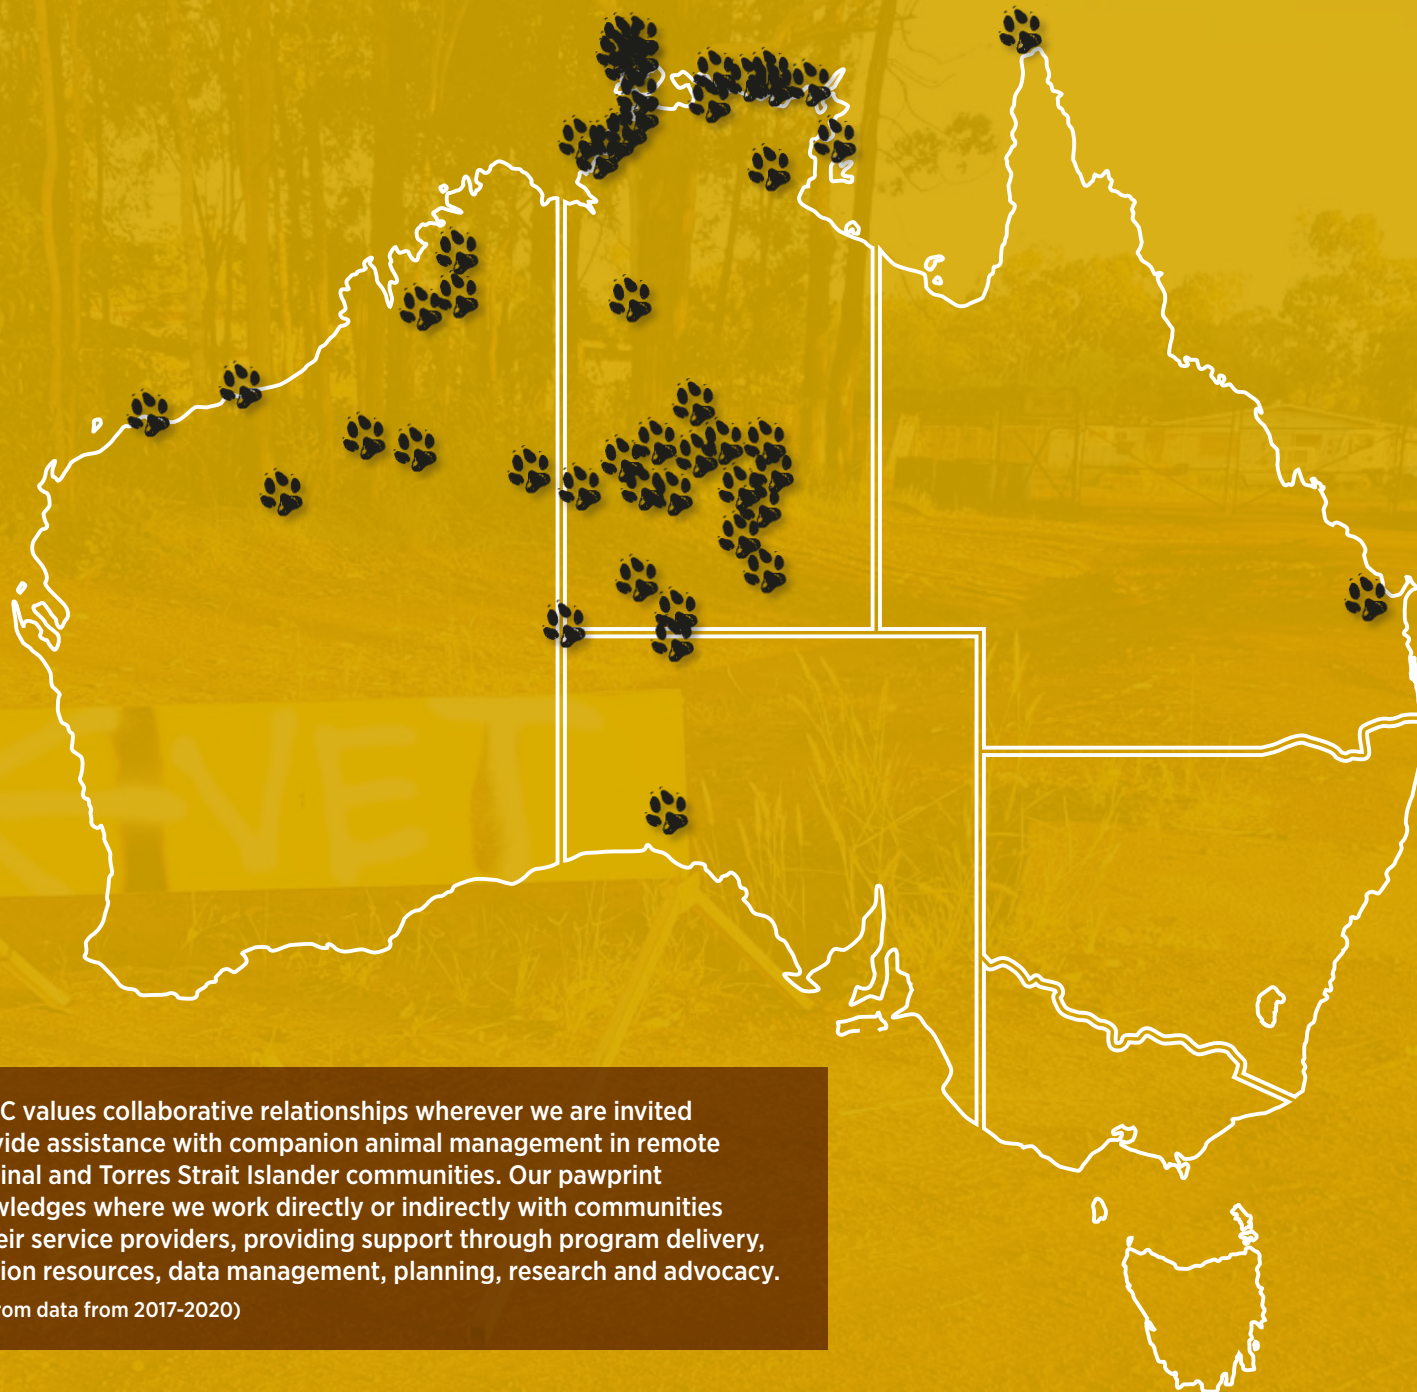 VET
C values collaborative relationships wherever we are invited
vide assistance with companion animal management in remote
inal and Torres Strait Islander communities. Our pawprint
wledges where we work directly or indirectly with communities
eir service providers, providing support through program delivery,
ion resources, data management, planning, research and advocacy.
rom data from 2017-2020)